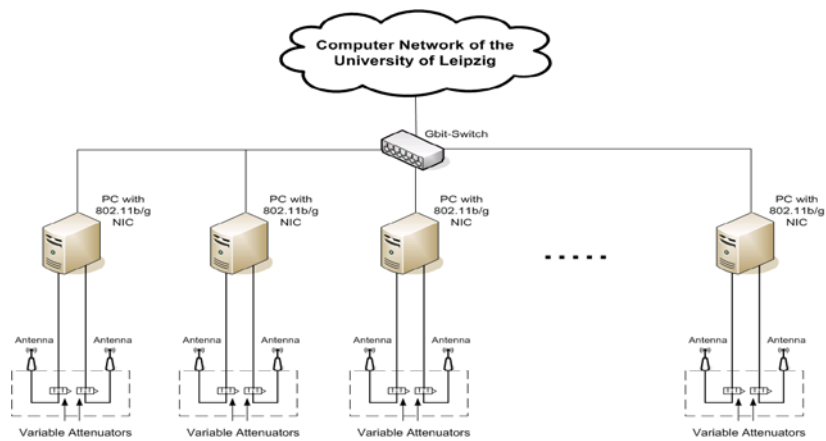 Computer Network of the
University of Leipzig
Gbit-Switch
PC with
802.11b/g
NIC
PC with
802.11b/g
NIC
PC with
802.11b/g
NIC
PC with
802.11b/g
NIC
Antenna
Antenna
Antenna
Antenna
Antenna
Antenna
Antenna
Antenna
Variable Attenuators
Variable Attenuators
Variable Attenuators
Variable Attenuators